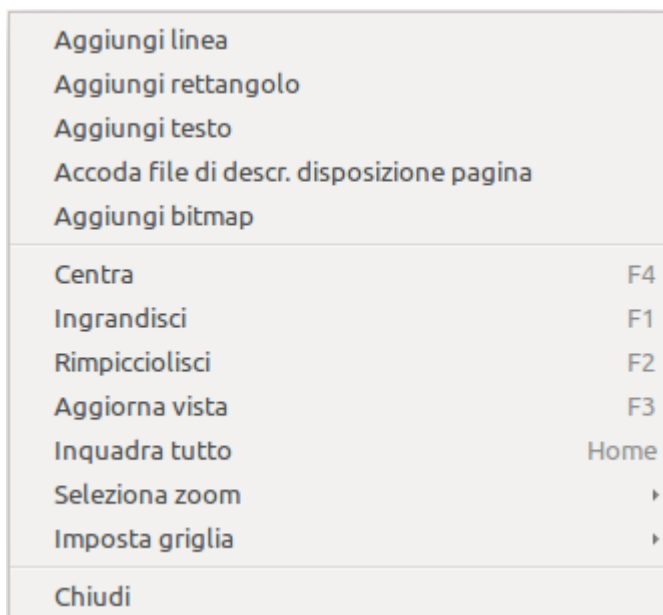 Aggiungi linea
Aggiungi rettangolo
Aggiungi testo
Accoda file di descr. disposizione pagina
Aggiungi bitmap
Centra F4
Ingrandisci F1
Rimpicciolisci F2
Aggiorna vista F3
Inquadra tutto Home
Seleziona zoom
Imposta griglia
Chiudi